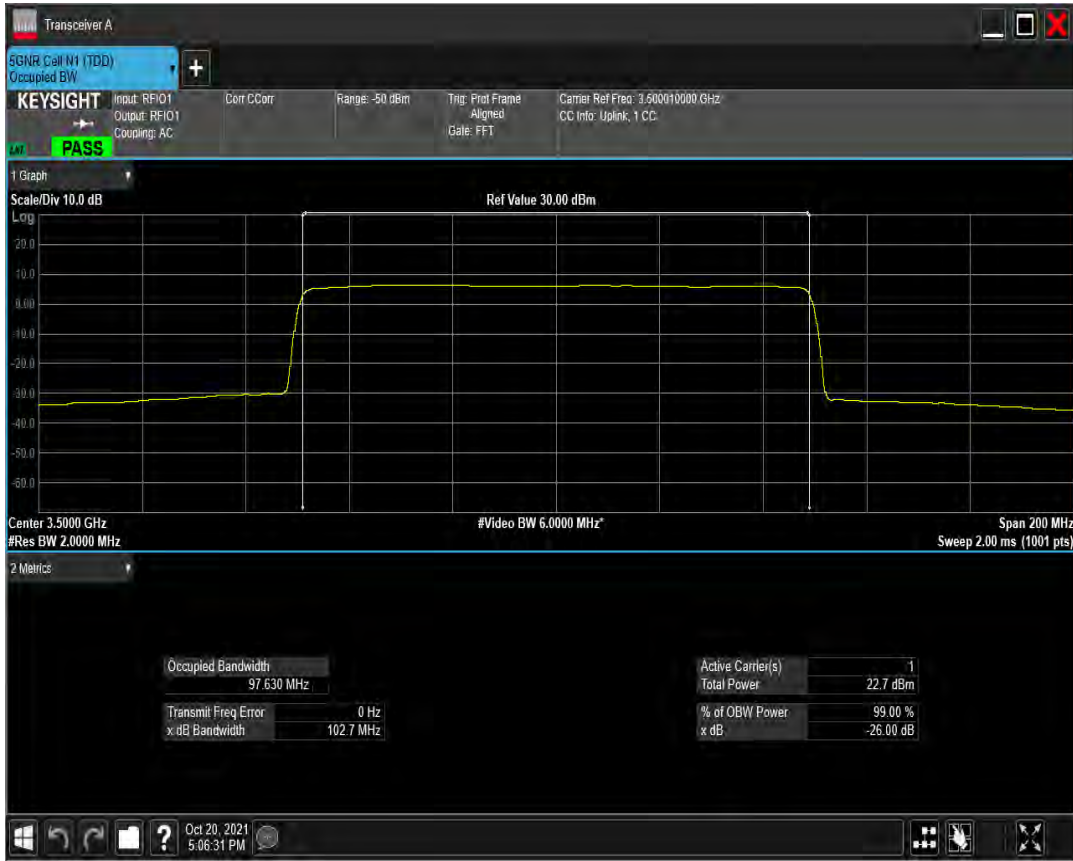 Transceiver A
5GNR Cell N1 (TDD)
Occupied BW
+
KEYSIGHT
Input: RFIO1
Output: RFIO1
Coupling: AC
Corr CCorr
Range: -50 dBm
Trig: Prot Frame
Aligned
Gate: FFT
Carrier Ref Freq: 3.500010000 GHz
CC Info: Uplink, 1 CC
PASS
1 Graph
Scale/Div 10.0 dB
Ref Value 30.00 dBm
Log
20.0
10.0
0.00
-10.0
-20.0
-30.0
-40.0
-50.0
-60.0
Center 3.5000 GHz
#Video BW 6.0000 MHz*
Span 200 MHz
#Res BW 2.0000 MHz
Sweep 2.00 ms (1001 pts)
2 Metrics
Occupied Bandwidth
97.630 MHz
Transmit Freq Error 0 Hz
x dB Bandwidth 102.7 MHz
Active Carrier(s) 1
Total Power 22.7 dBm
% of OBW Power 99.00 %
x dB -26.00 dB
?
Oct 20, 2021
5:06:31 PM